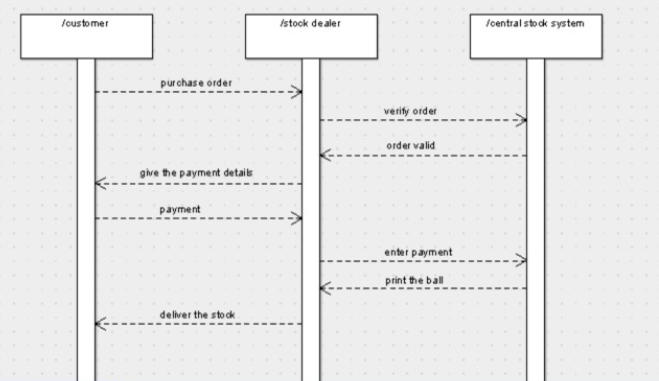 /customer
/stock dealer
/central stock system
purchase order
verify order
order valid
give the payment details
payment
enter payment
print the ball
deliver the stock